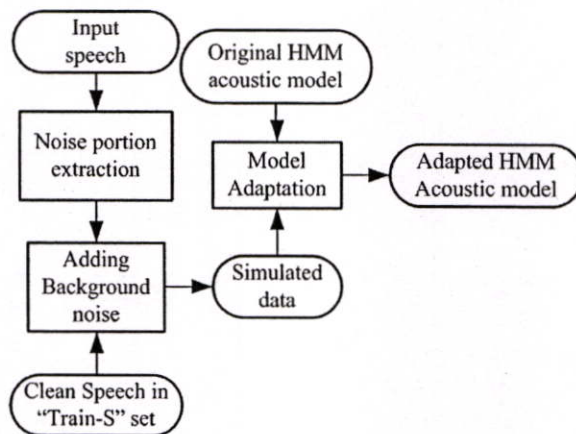 Input
speech
Original HMM
acoustic model
Noise portion
extraction
Model
Adaptation
Adapted HMM
Acoustic model
Adding
Background
noise
Simulated
data
Clean Speech in
“Train-S” set